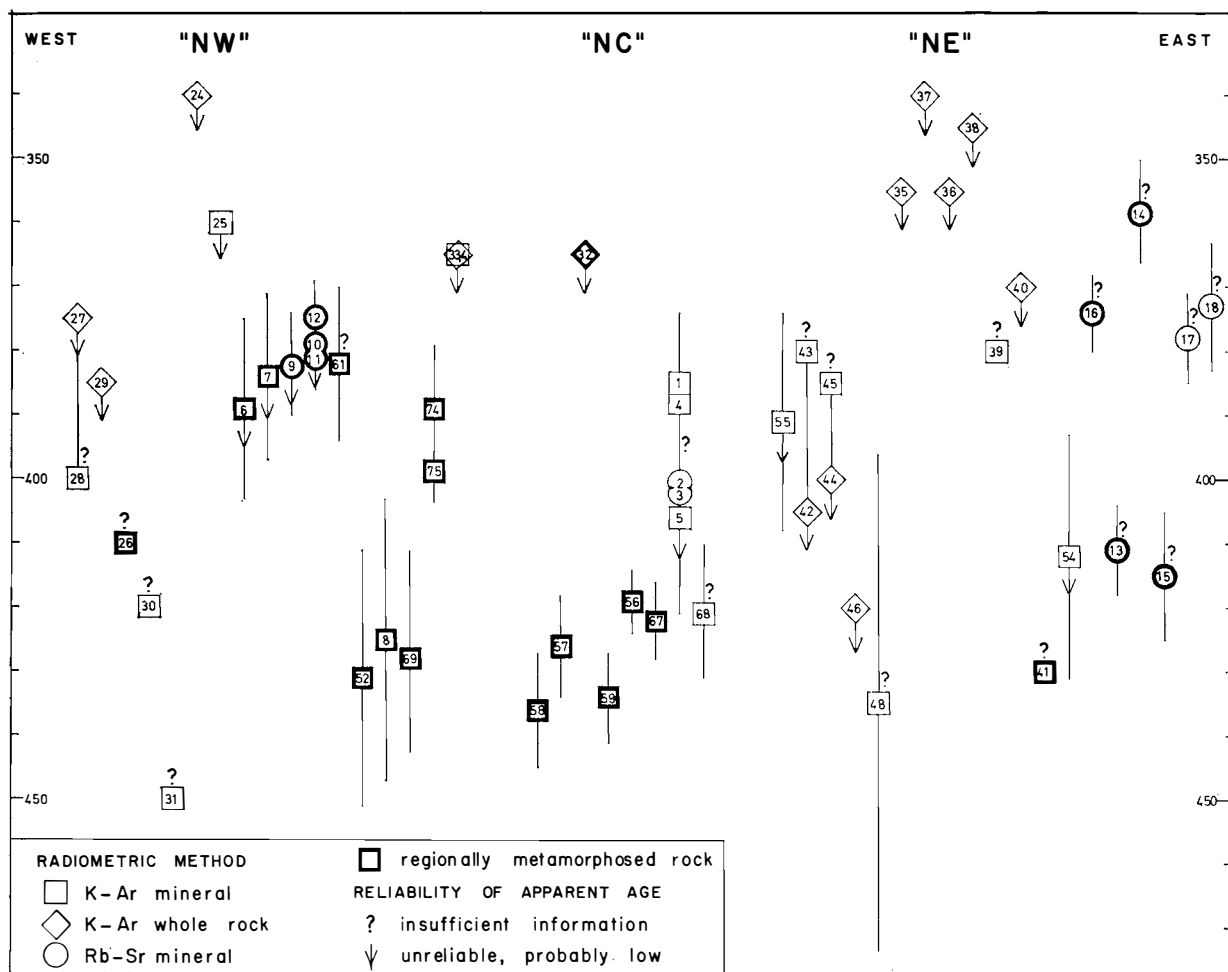 WEST "NW" "NC" "NE" EAST
24 37
38
350 350
35 36
?
14
25
334 32
40 ? ?
27 12 16 18
? ? ?
10 43 39 17
11
29 7 9 ? 61 1 ? 45
6 74 4 55
? ?
28 75 2 44
3
? 5 42 ?
26 54 13 ?
15
? ?
30 56 67 68 46
8 57 ?
52 69 59 ? 41
58 48
? 
450 31 450
400 400
RADIOMETRIC METHOD
K-Ar mineral
K-Ar whole rock
Rb-Sr mineral
regionally metamorphosed rock
RELIABILITY OF APPARENT AGE
? insufficient information
unreliable, probably low